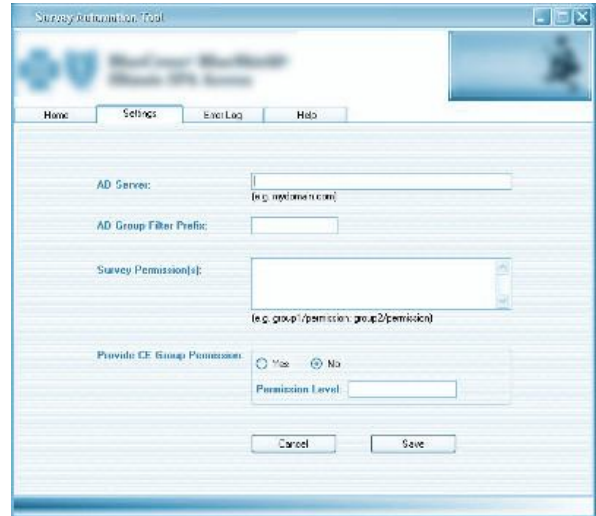 Survey Automation Tool
Home Settings Error Log Help
AD Server:
(e.g. mydomain.com)
AD Group Filter Prefix:
Survey Permission(s):
(e.g. group1/permission; group2/permission)
Provide CE Group Permission
Yes No
Permission Level
Cancel Save